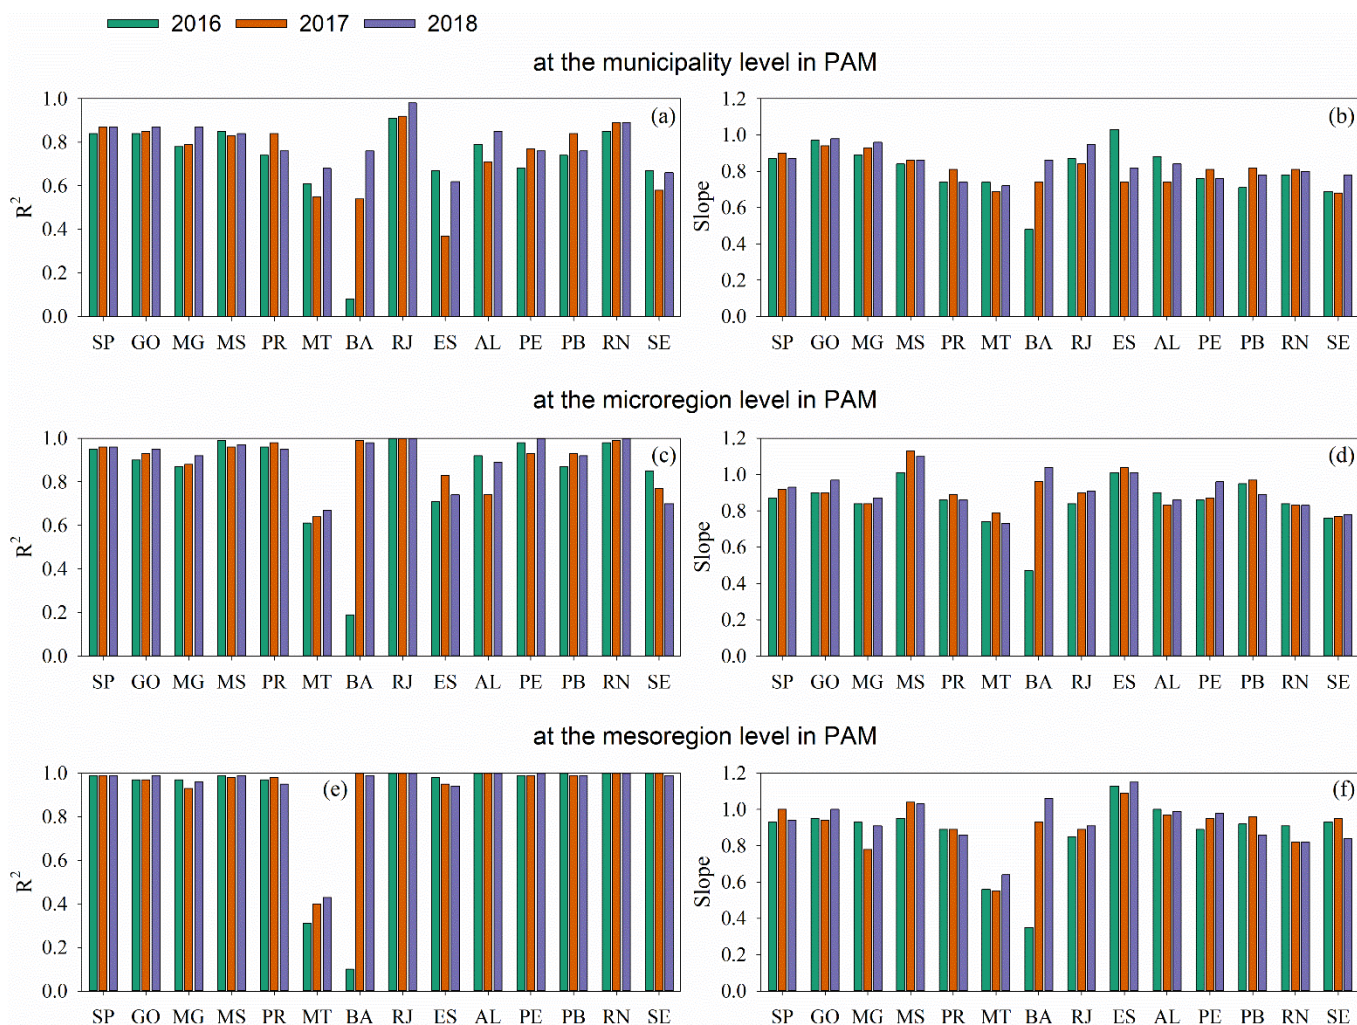 2016 2017 2018
at the municipality level in PAM
1.0 (a) 1.2 (b)
0.8 1.0
0.6 0.8
0.4 0.6
0.2 0.4
0.0 0.2
0.0
R2 Slope
SP GO MG MS PR MT BA RJ ES AL PE PB RN SE SP GO MG MS PR MT BA RJ ES AL PE PB RN SE
at the microregion level in PAM
1.0 (c) 1.2 (d)
0.8 1.0
0.6 0.8
0.4 0.6
0.2 0.4
0.0 0.2
0.0
R2 Slope
SP GO MG MS PR MT BA RJ ES AL PE PB RN SE SP GO MG MS PR MT BA RJ ES AL PE PB RN SE
at the mesoregion level in PAM
1.0 (e) 1.2 (f)
0.8 1.0
0.6 0.8
0.4 0.6
0.2 0.4
0.0 0.2
0.0
R2 Slope
SP GO MG MS PR MT BA RJ ES AL PE PB RN SE SP GO MG MS PR MT BA RJ ES AL PE PB RN SE